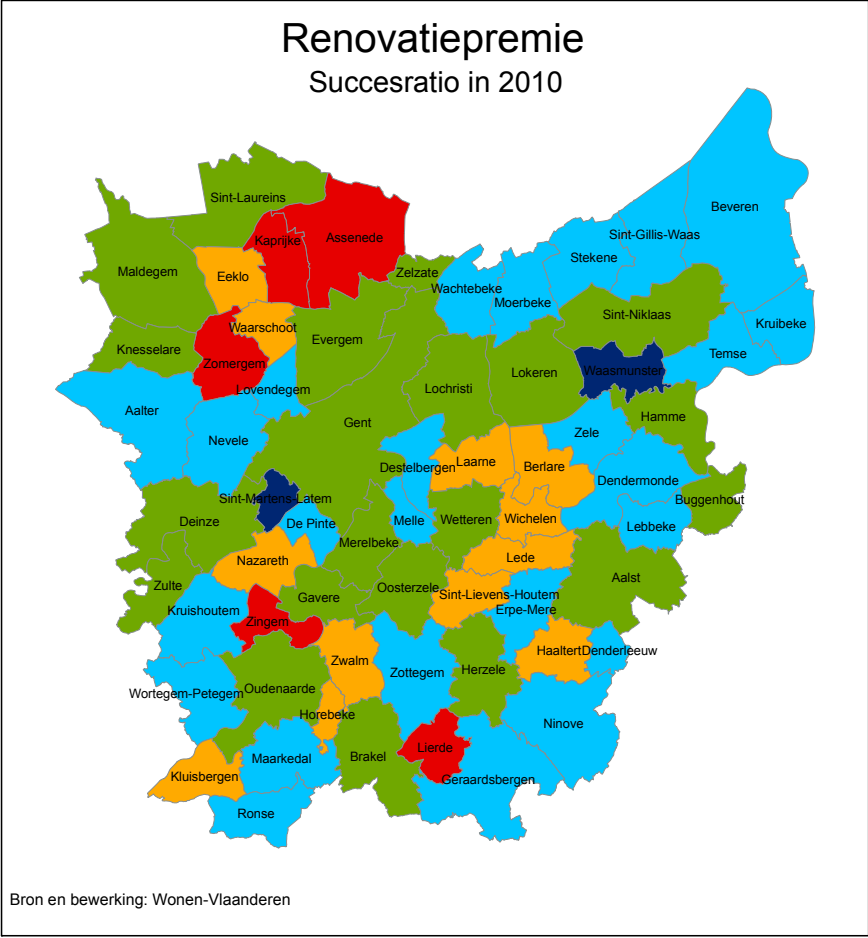 Renovatiepremie
Succesratio in 2010
Beveren
Sint-Laureins
Sint-Gillis-Waas
Kaprijke
Assenede
Stekene
Maldegem
Zelzate
Eeklo
Wachtebeke
Moerbeke
Sint-Niklaas
Kruibeke
Waarschoot
Evergem
Knesselare
Temse
Zomergem
Lokeren
Waasmunster
Lovendegem
Lochristi
Aalter
Hamme
Gent
Zele
Nevele
Laarne
Berlare
Destelbergen
Dendermonde
Sint-Martens-Latem
Buggenhout
Deinze
De Pinte
Melle
Wetteren
Wichelen
Lebbeke
Merelbeke
Nazareth
Lede
Aalst
Zulte
Oosterzele
Gavere
Sint-Lievens-Houtem
Kruishoutem
Erpe-Mere
Zingem
Haaltert
Denderleeuw
Zwalm
Zottegem
Herzele
Wortegem-Petegem
Oudenaarde
Horebeke
Ninove
Lierde
Maarkedal
Brakel
Kluisbergen
Geraardsbergen
Ronse
Bron en bewerking: Wonen-Vlaanderen